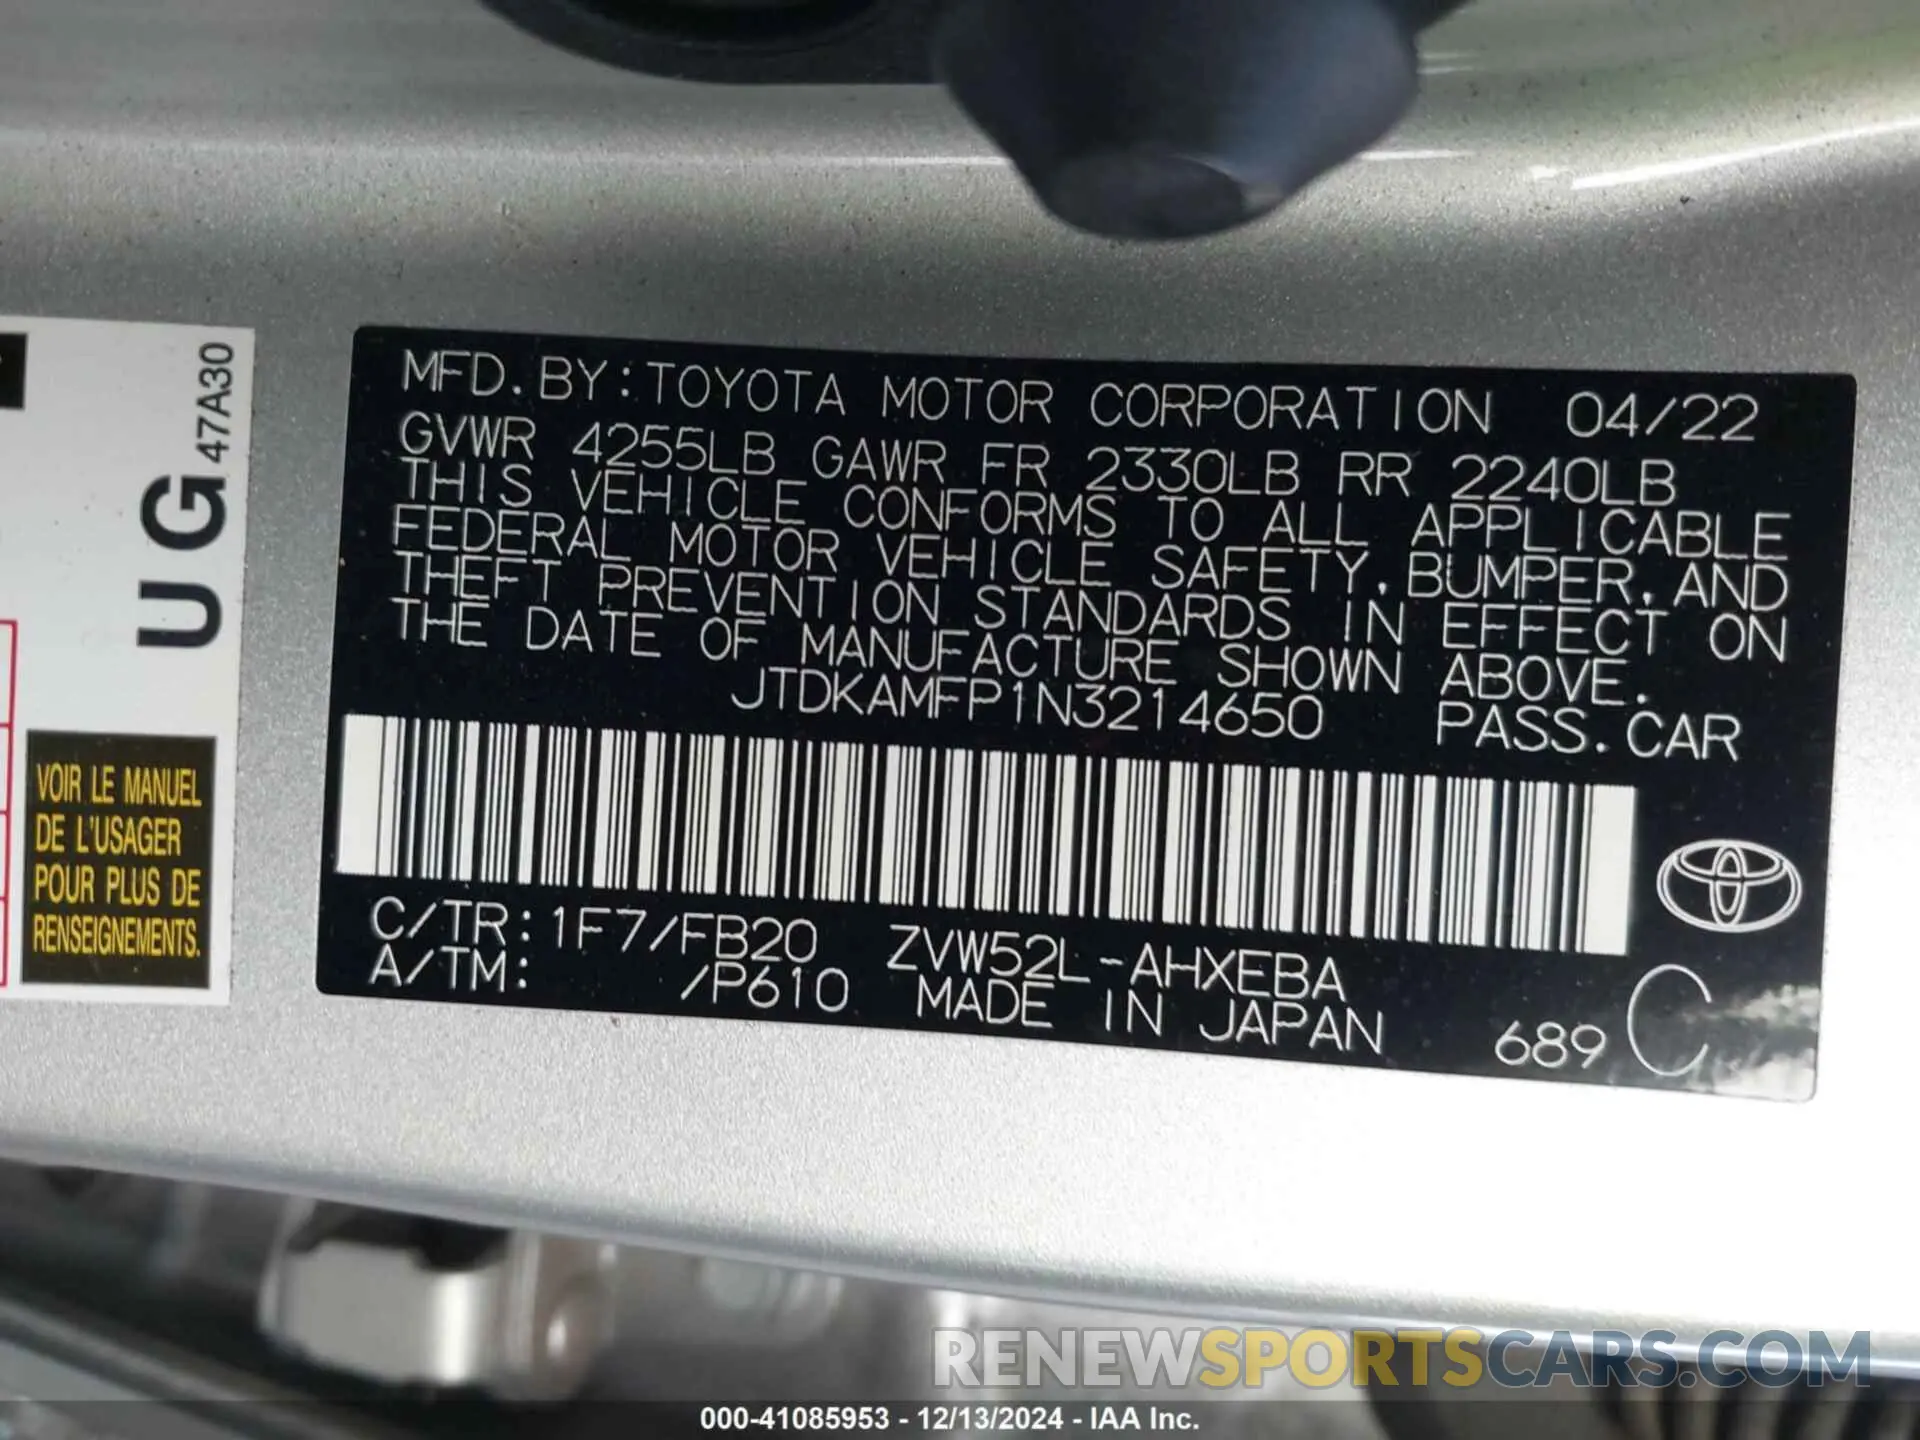 MFD. BY: TOYOTA MOTOR CORPORATION 04/22
GVWR 4255LB GAWR FR 2330LB RR 2240LB
THIS VEHICLE CONFORMS TO ALL APPLICABLE
FEDERAL MOTOR VEHICLE SAFETY, BUMPER, AND
THEFT PREVENTION STANDARDS IN EFFECT ON
THE DATE OF MANUFACTURE SHOWN ABOVE.
JTDKAMFP1N3214650 PASS. CAR
C/TR: 1F7/FB20 ZVW52L-AHXEBA
A/TM: /P610 MADE IN JAPAN 689 C
UG 47A30
VOIR LE MANUEL
DE L'USAGER
POUR PLUS DE
RENSEIGNEMENTS.
RENEWSPORTSCARS.COM
000-41085953 - 12/13/2024 - IAA Inc.